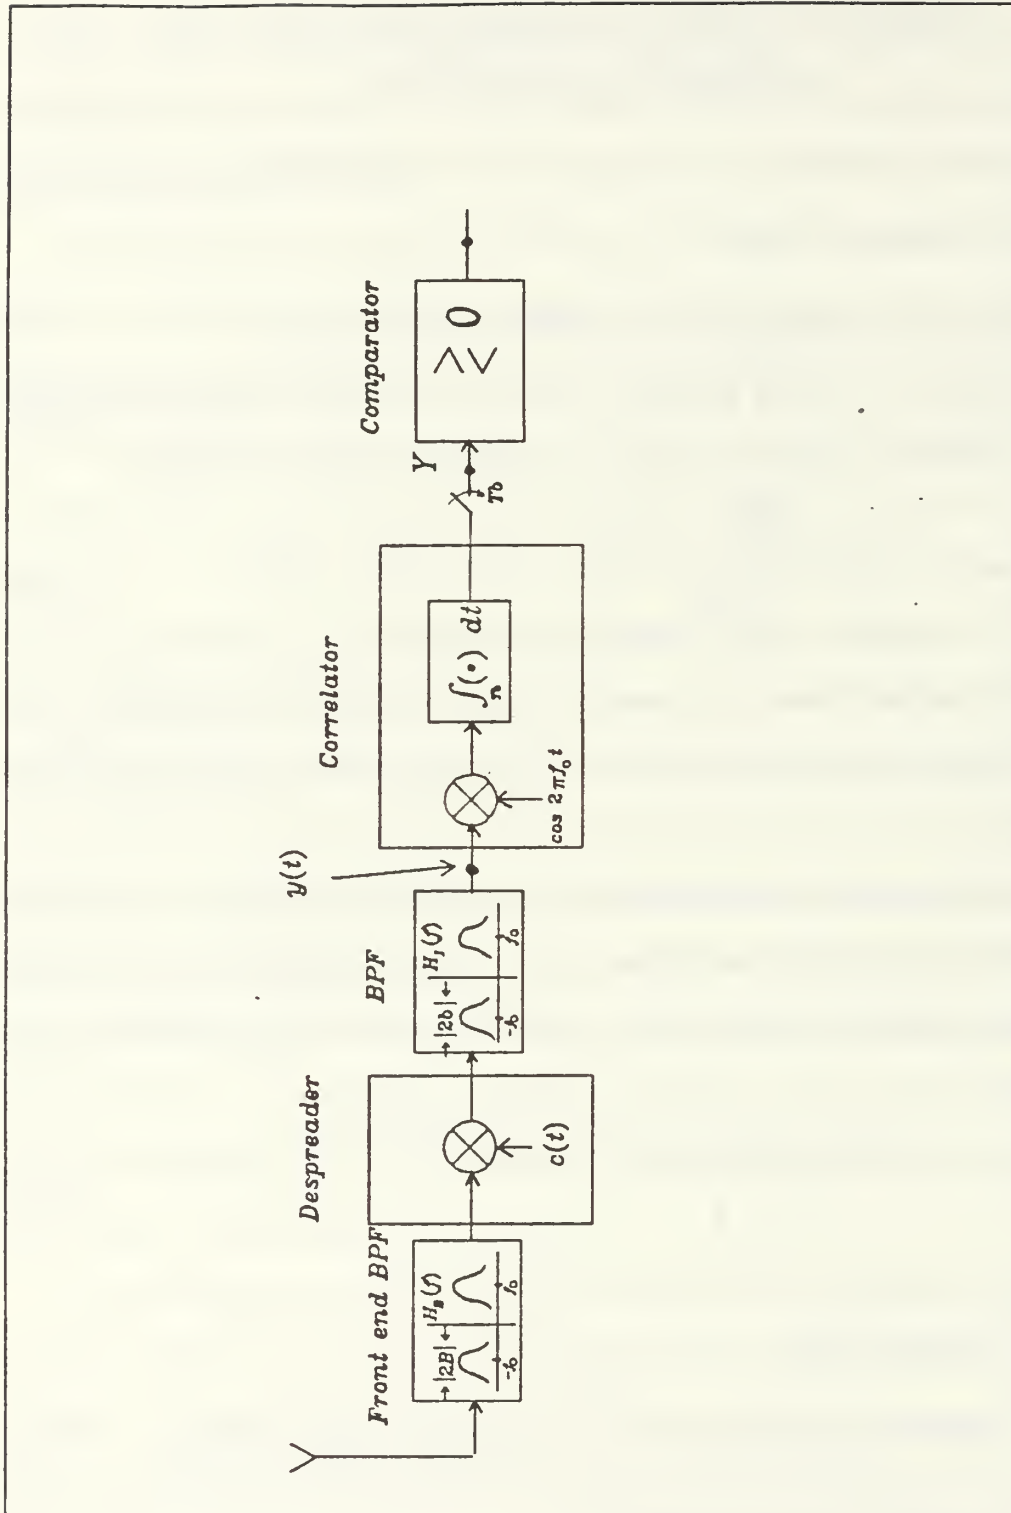 Front end BPF
|2B|
H_B(f)
-f₀
f₀
Despreader
c(t)
BPF
|2b|
H₁(f)
-f₀
f₀
y(t)
Correlator
cos 2πf₀t
∫(•) dt
Tb
Y
Comparator
≷ 0